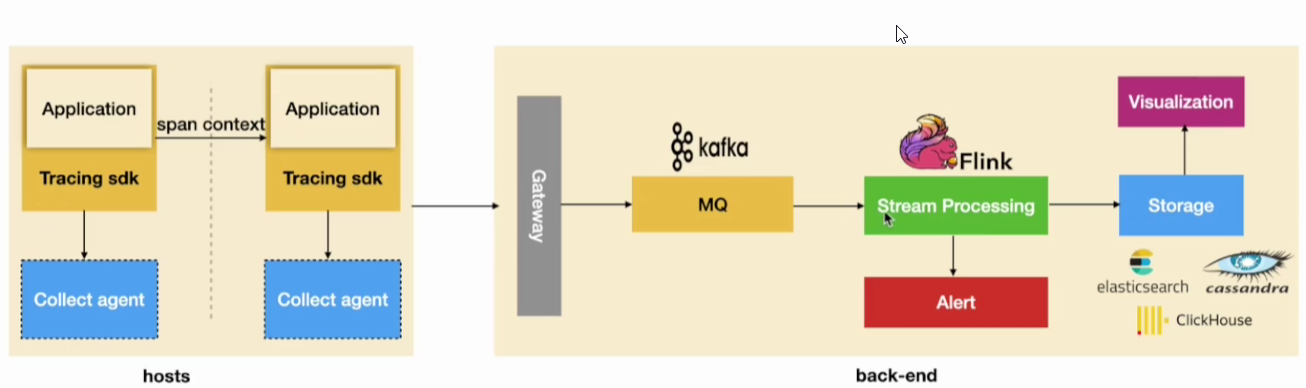 Application
span context
Application
Tracing sdk
Tracing sdk
Collect agent
Collect agent
hosts
Gateway
kafka
MQ
Flink
Stream Processing
Alert
Visualization
Storage
elasticsearch
cassandra
ClickHouse
back-end